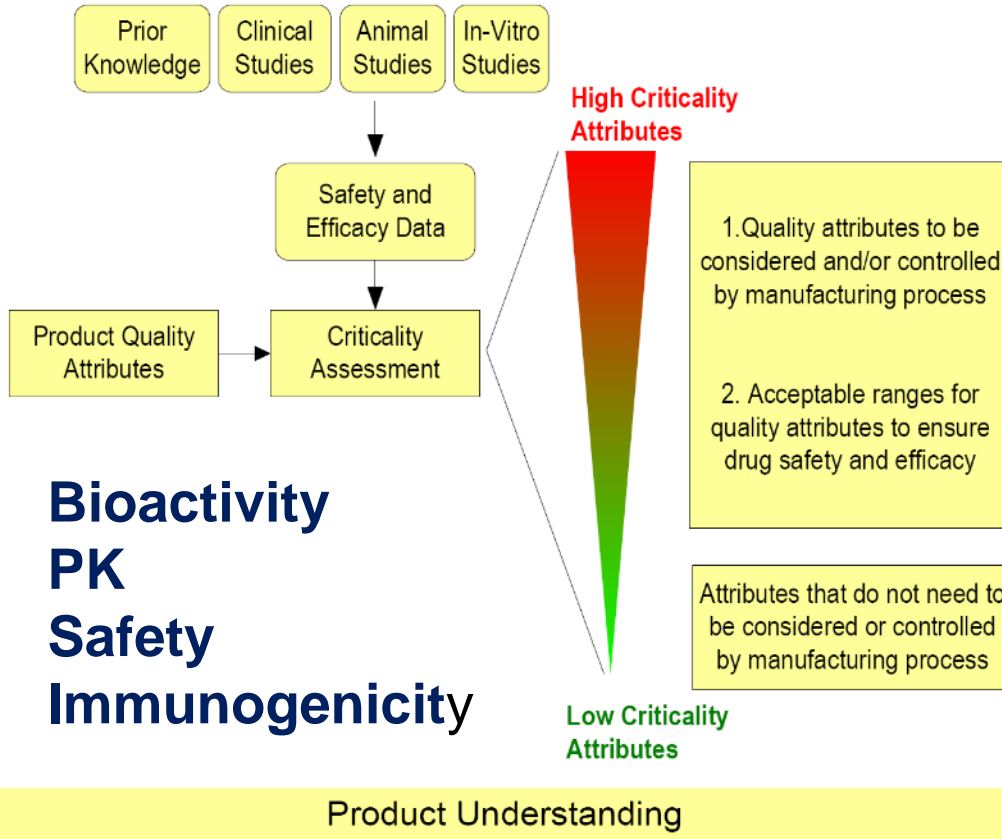 Prior
Knowledge
Clinical
Studies
Animal
Studies
In-Vitro
Studies
Safety and
Efficacy Data
Product Quality
Attributes
Criticality
Assessment
High Criticality
Attributes
1.Quality attributes to be
considered and/or controlled
by manufacturing process
2. Acceptable ranges for
quality attributes to ensure
drug safety and efficacy
Attributes that do not need to
be considered or controlled
by manufacturing process
Low Criticality
Attributes
Bioactivity
PK
Safety
Immunogenicity
Product Understanding